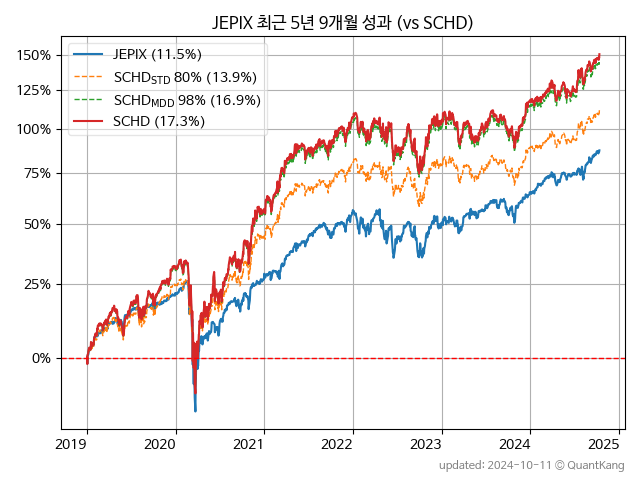 JEPIX 최근 5년 9개월 성과 (vs SCHD)
JEPIX (11.5%)
SCHD_STD 80% (13.9%)
SCHD_MDD 98% (16.9%)
SCHD (17.3%)
150%
125%
100%
75%
50%
25%
0%
2019 2020 2021 2022 2023 2024 2025
updated: 2024-10-11 © QuantKang